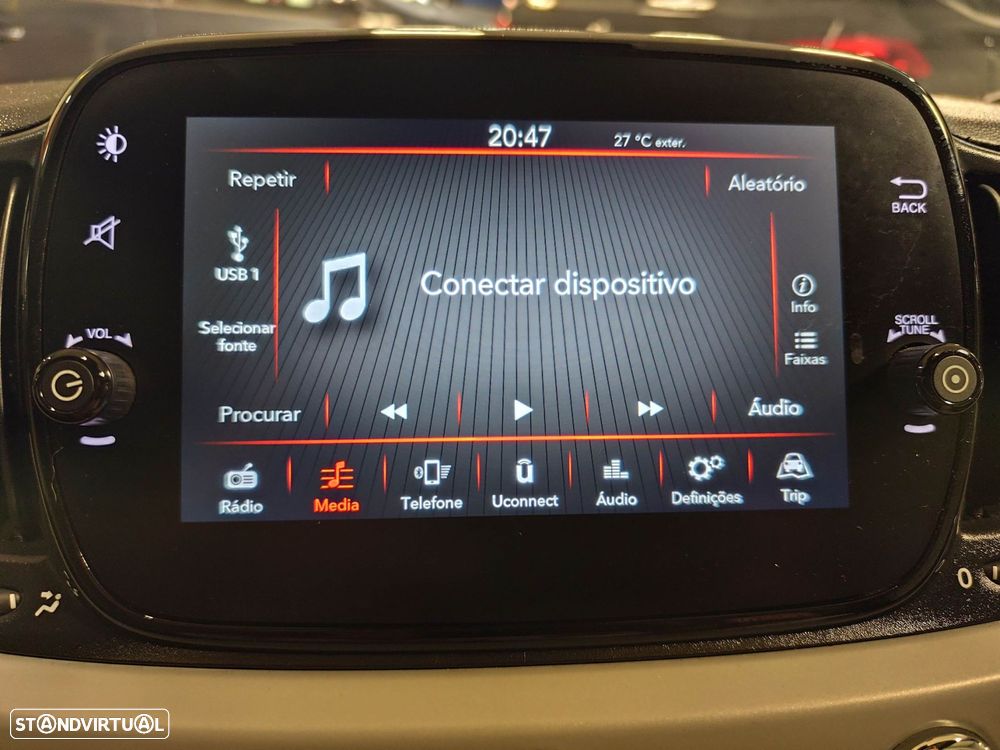 20:47
27 °C exter.
Repetir
Aleatório
BACK
USB 1
Conectar dispositivo
Info
Selecionar
fonte
VOL
SCROLL
TUNE
Faixas
Procurar
Áudio
Rádio
Media
Telefone
Uconnect
Áudio
Definições
Trip
0
STANDVIRTUAL